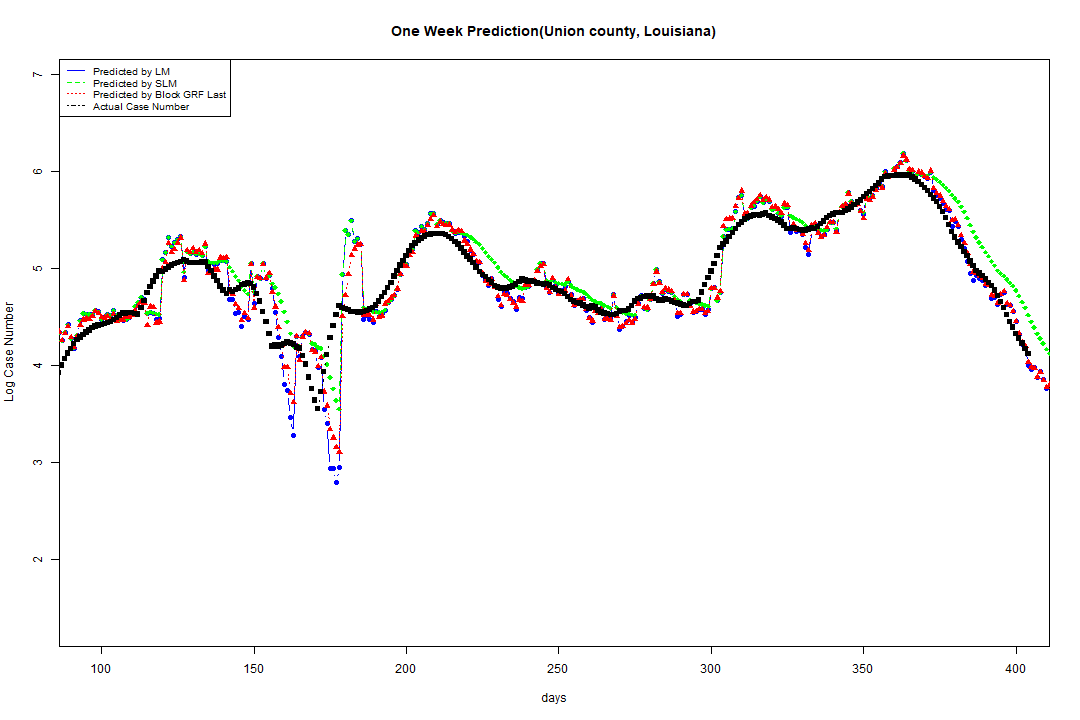 One Week Prediction(Union county, Louisiana)
Predicted by LM
Predicted by SLM
Predicted by Block GRF Last
Actual Case Number
7
6
5
4
3
2
Log Case Number
100 150 200 250 300 350 400
days